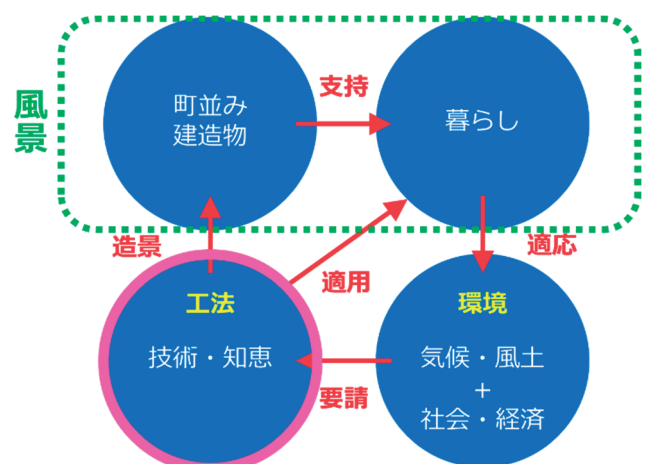 風景
町並み
建造物
支持
暮らし
造景
適用
適応
工法
技術・知恵
環境
気候・風土
+
社会・経済
要請